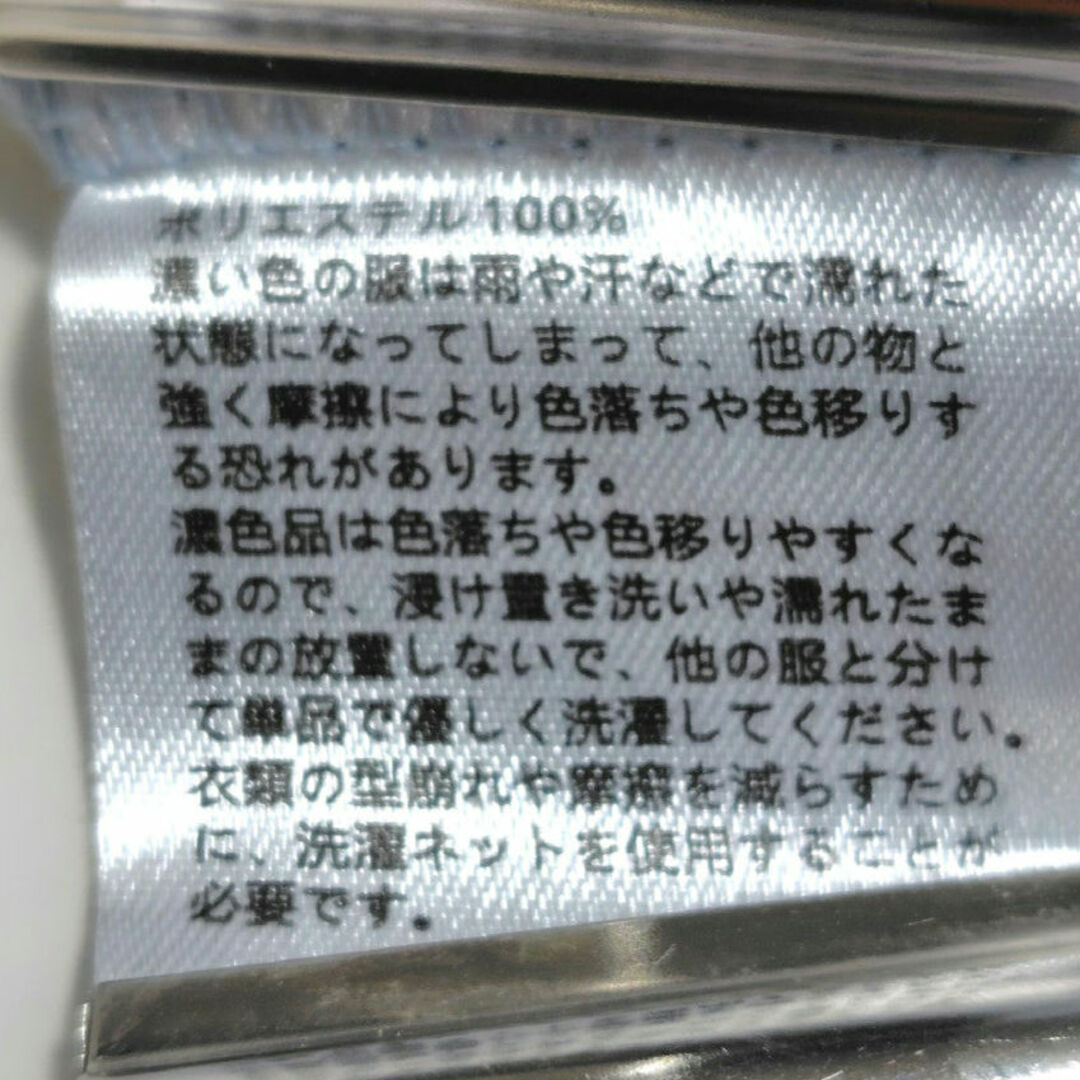 ポリエステル100%
濃い色の服は雨や汗などで濡れた
状態になってしまって、他の物と
強く摩擦により色落ちや色移りす
る恐れがあります。
濃色品は色落ちや色移りやすくな
るので、浸け置き洗いや濡れたま
まの放置しないで、他の服と分け
て単品で優しく洗濯してください。
衣類の型崩れや摩擦を減らすため
に、洗濯ネットを使用することが
必要です.